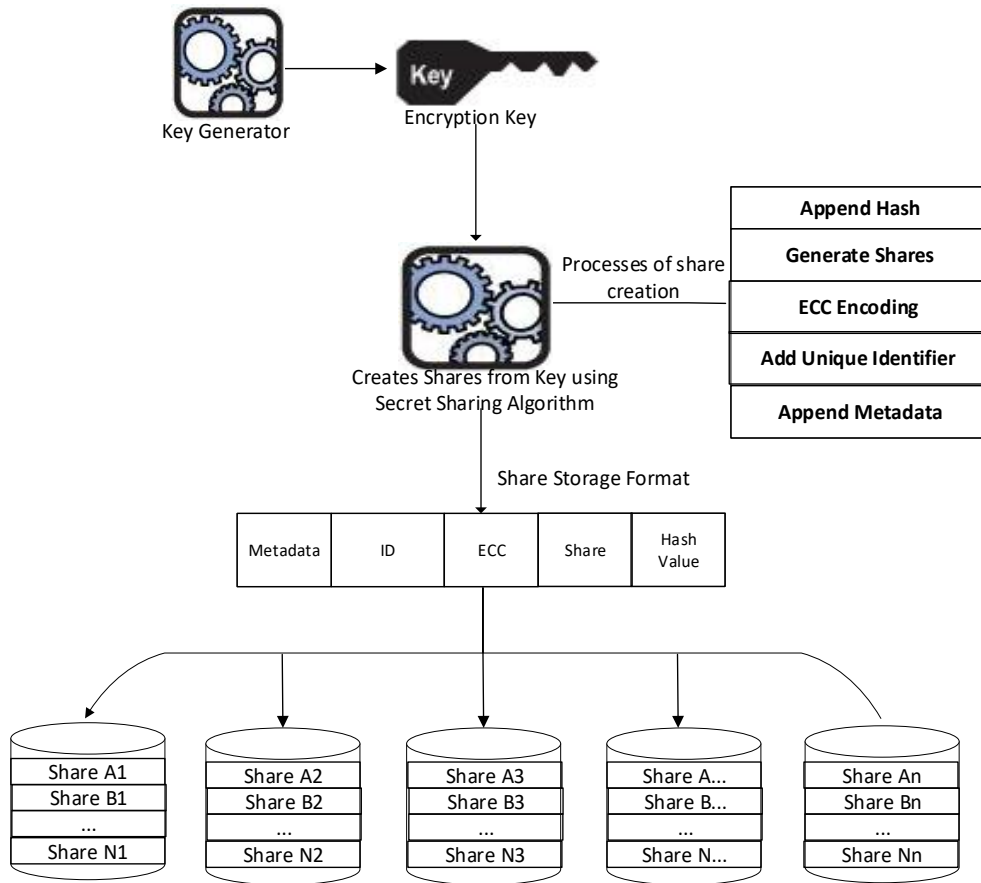 Key
Key Generator
Encryption Key
Append Hash
Generate Shares
ECC Encoding
Add Unique Identifier
Append Metadata
Processes of share
creation
Creates Shares from Key using
Secret Sharing Algorithm
Share Storage Format
Metadata
ID
ECC
Share
Hash
Value
Share A1
Share B1
...
Share N1
Share A2
Share B2
...
Share N2
Share A3
Share B3
...
Share N3
Share A...
Share B...
...
Share N...
Share An
Share Bn
...
Share Nn